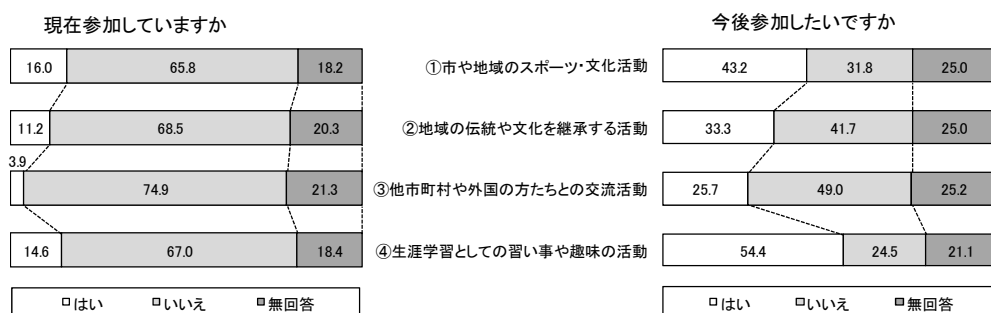 現在参加していますか
今後参加したいですか
16.0 65.8 18.2
①市や地域のスポーツ・文化活動
43.2 31.8 25.0
11.2 68.5 20.3
②地域の伝統や文化を継承する活動
33.3 41.7 25.0
3.9 74.9 21.3
③他市町村や外国の方たちとの交流活動
25.7 49.0 25.2
14.6 67.0 18.4
④生涯学習としての習い事や趣味の活動
54.4 24.5 21.1
はい いいえ 無回答
はい いいえ 無回答